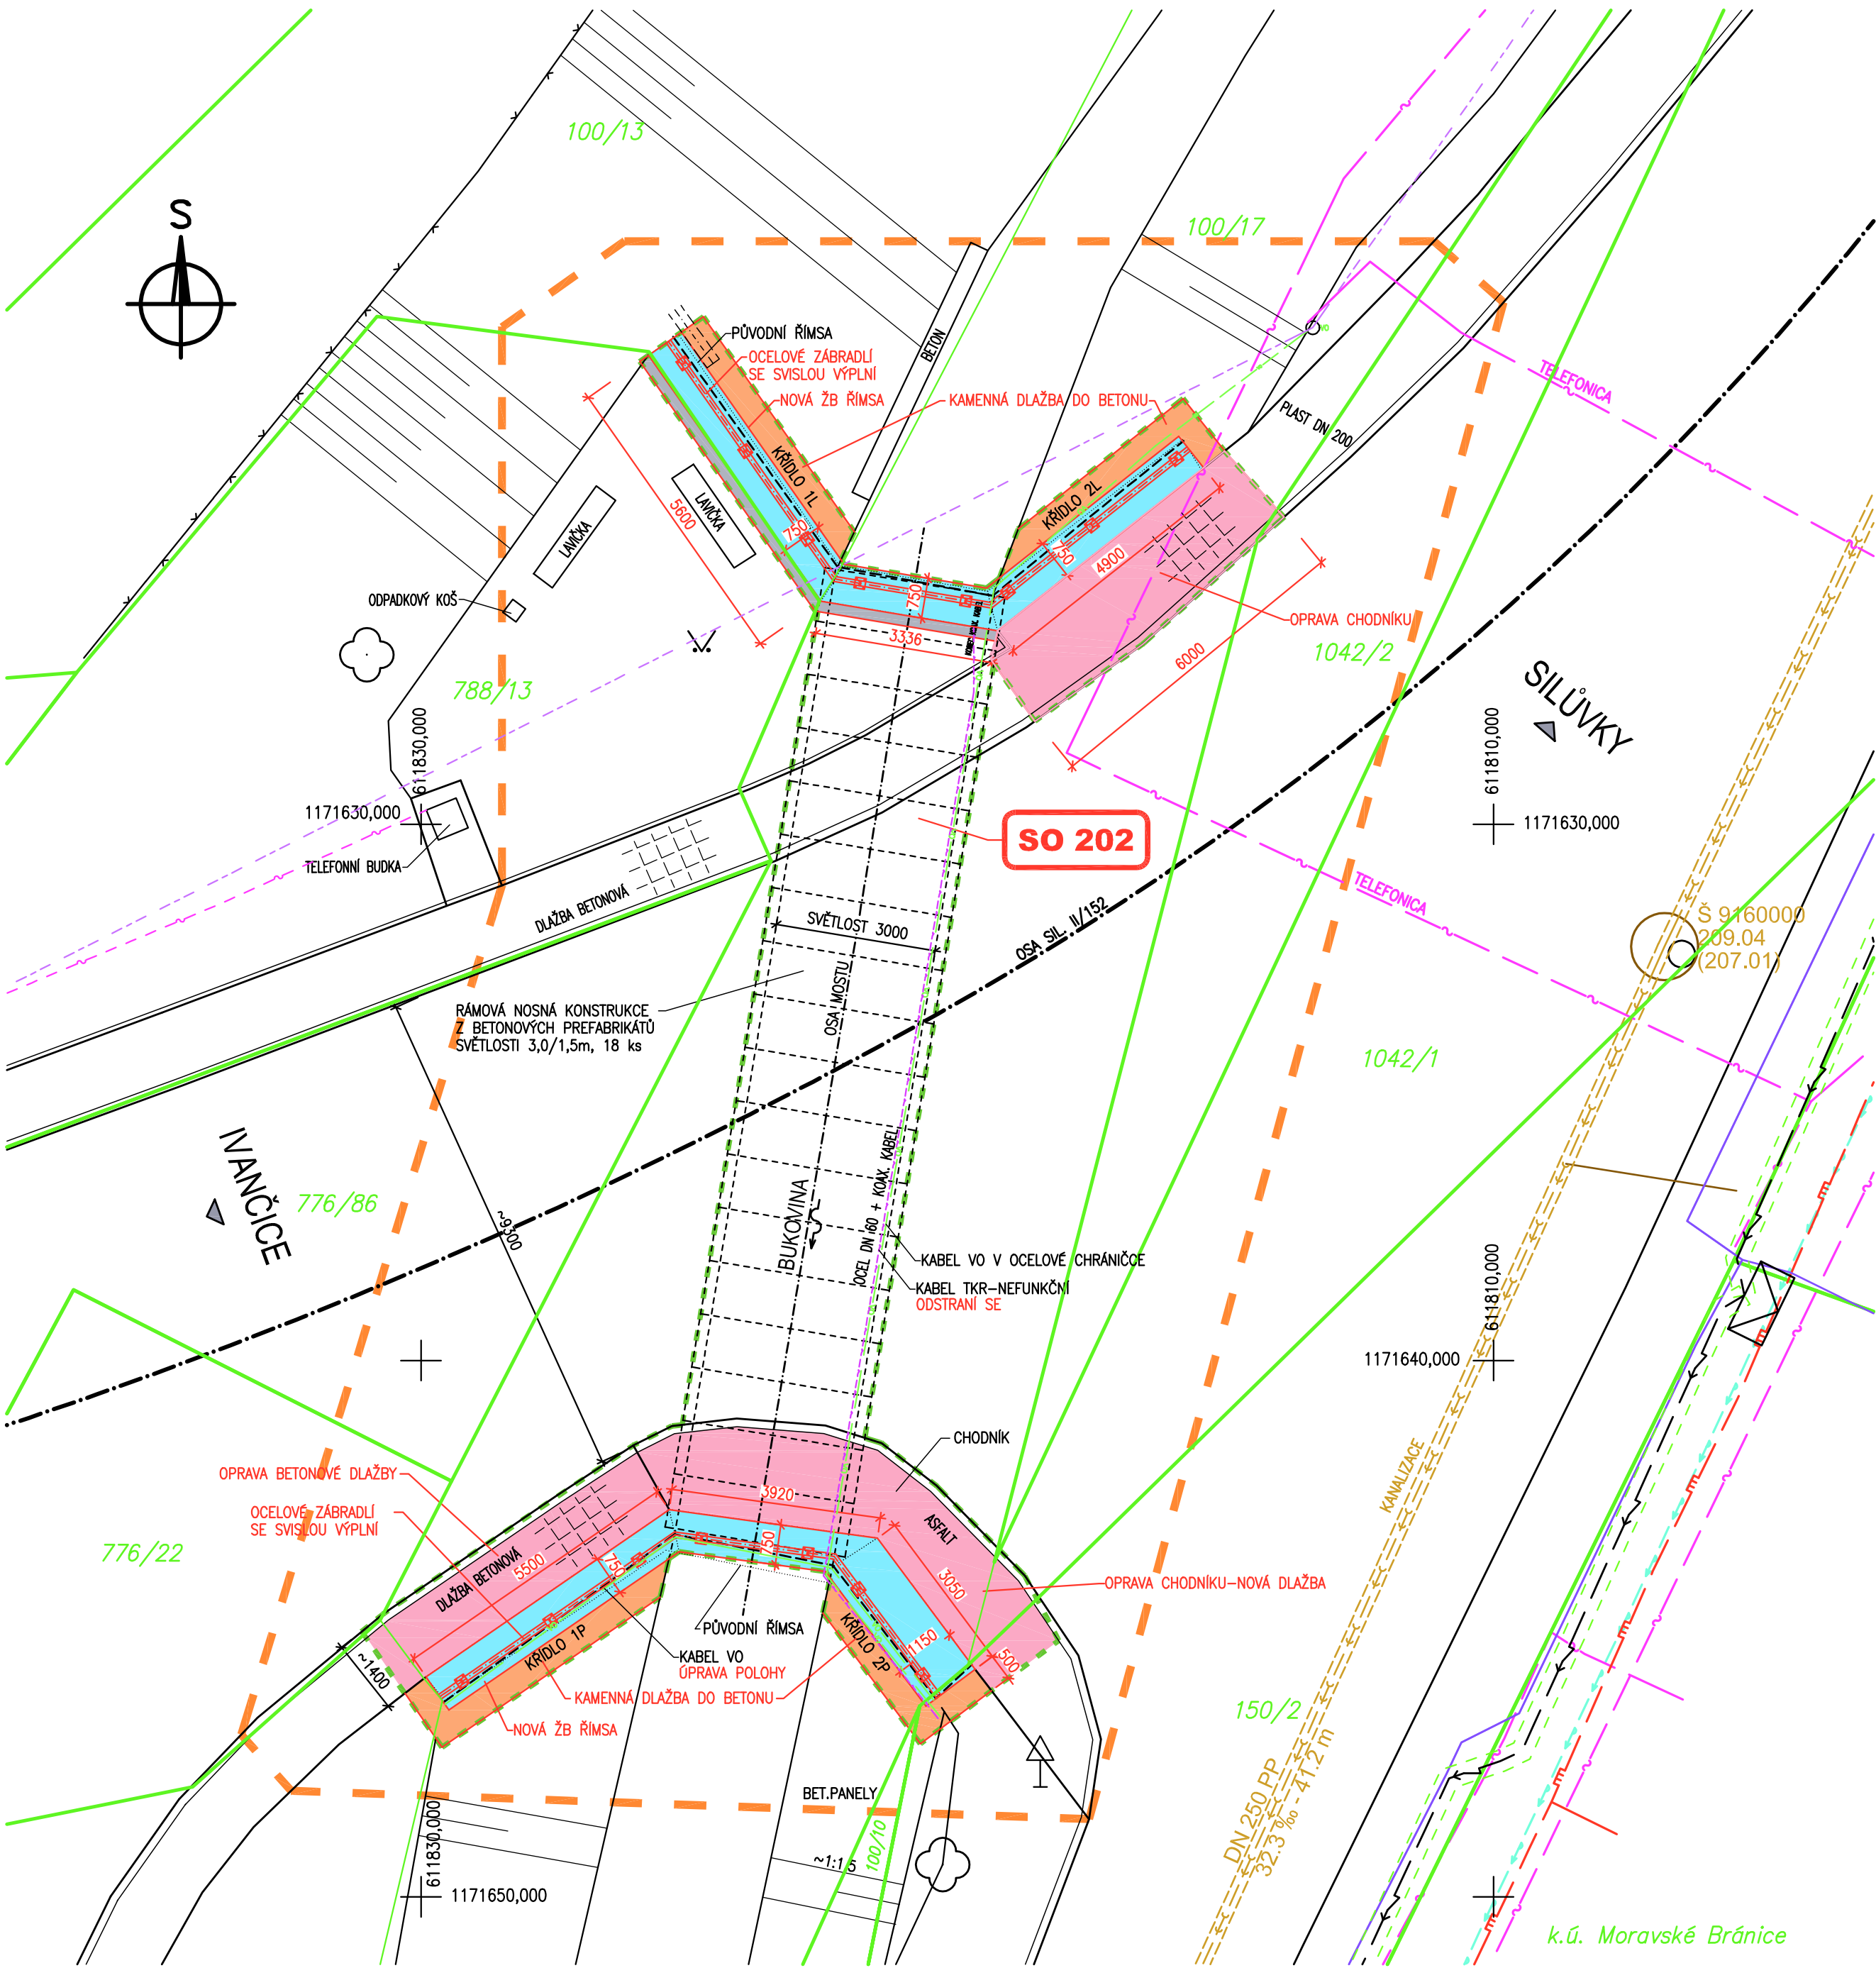 S
100/13
100/17
PŮVODNÍ ŘÍMSA
OCELOVÉ ZÁBRADLÍ
SE SVISLOU VÝPLNÍ
NOVÁ ŽB ŘÍMSA
KAMENNÁ DLAŽBA DO BETONU
BETON
TELEFONICA
PLAST DN 200
KŘÍDLO 1L
KŘÍDLO 2L
LAVIČKA
LAVIČKA
5600
750
750
750
4900
3336
6000
ODPADKOVÝ KOŠ
OPRAVA CHODNÍKU
1042/2
788/13
SILŮVKY
611830,000
1171630,000
611810,000
1171630,000
TELEFONNÍ BUDKA
SO 202
DLAŽBA BETONOVÁ
TELEFONICA
SVĚTLOST 3000
OSA SIL. II/152
Š 9160000
209.04
(207.01)
OSA MOSTU
RÁMOVÁ NOSNÁ KONSTRUKCE
Z BETONOVÝCH PREFABRIKÁTŮ
SVĚTLOSTI 3,0/1,5m, 18 ks
1042/1
IVANČICE
776/86
~9300
BUKOVINA
OCEL DN 60 + KOAX. KABEL
KABEL VO V OCELOVÉ CHRÁNIČCE
KABEL TKR-NEFUNKČNÍ
ODSTRANÍ SE
611810,000
1171640,000
CHODNÍK
KANALIZACE
OPRAVA BETONOVÉ DLAŽBY
OCELOVÉ ZÁBRADLÍ
SE SVISLOU VÝPLNÍ
3920
ASFALT
776/22
DLAŽBA BETONOVÁ
5500
750
750
3050
OPRAVA CHODNÍKU-NOVÁ DLAŽBA
PŮVODNÍ ŘÍMSA
KŘÍDLO 1P
KŘÍDLO 2P
1150
500
KABEL VO
ÚPRAVA POLOHY
~1400
KAMENNÁ DLAŽBA DO BETONU
NOVÁ ŽB ŘÍMSA
150/2
BET.PANELY
DN 250 PP
32.3 ‰ - 41.2 m
611830,000
1171650,000
~1:1,5
100/10
E
E
E
E
E
E
E
k.ú. Moravské Bránice